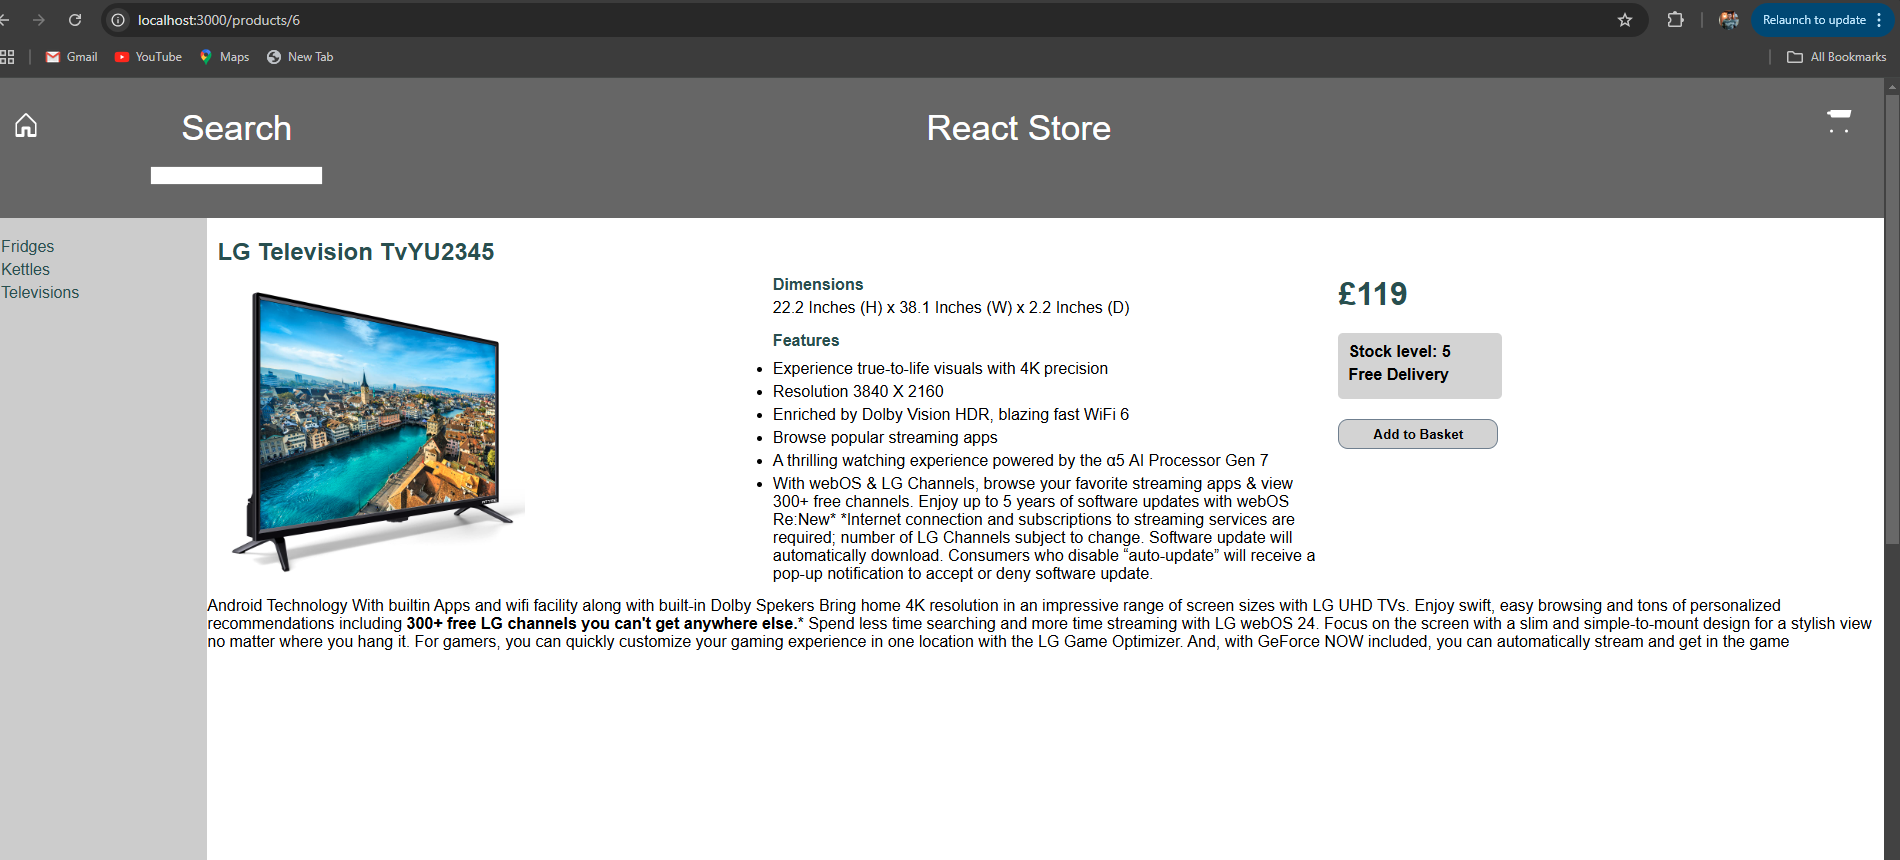 localhost:3000/products/6
Relaunch to update
Gmail
YouTube
Maps
New Tab
All Bookmarks
Search
React Store
Fridges
Kettles
Televisions
LG Television TvYU2345
Dimensions
22.2 Inches (H) x 38.1 Inches (W) x 2.2 Inches (D)
Features
Experience true-to-life visuals with 4K precision
Resolution 3840 X 2160
Enriched by Dolby Vision HDR, blazing fast WiFi 6
Browse popular streaming apps
A thrilling watching experience powered by the α5 AI Processor Gen 7
With webOS & LG Channels, browse your favorite streaming apps & view
300+ free channels. Enjoy up to 5 years of software updates with webOS
Re:New* *Internet connection and subscriptions to streaming services are
required; number of LG Channels subject to change. Software update will
automatically download. Consumers who disable “auto-update” will receive a
pop-up notification to accept or deny software update.
£119
Stock level: 5
Free Delivery
Add to Basket
Android Technology With builtin Apps and wifi facility along with built-in Dolby Spekers Bring home 4K resolution in an impressive range of screen sizes with LG UHD TVs. Enjoy swift, easy browsing and tons of personalized
recommendations including 300+ free LG channels you can't get anywhere else.* Spend less time searching and more time streaming with LG webOS 24. Focus on the screen with a slim and simple-to-mount design for a stylish view
no matter where you hang it. For gamers, you can quickly customize your gaming experience in one location with the LG Game Optimizer. And, with GeForce NOW included, you can automatically stream and get in the game